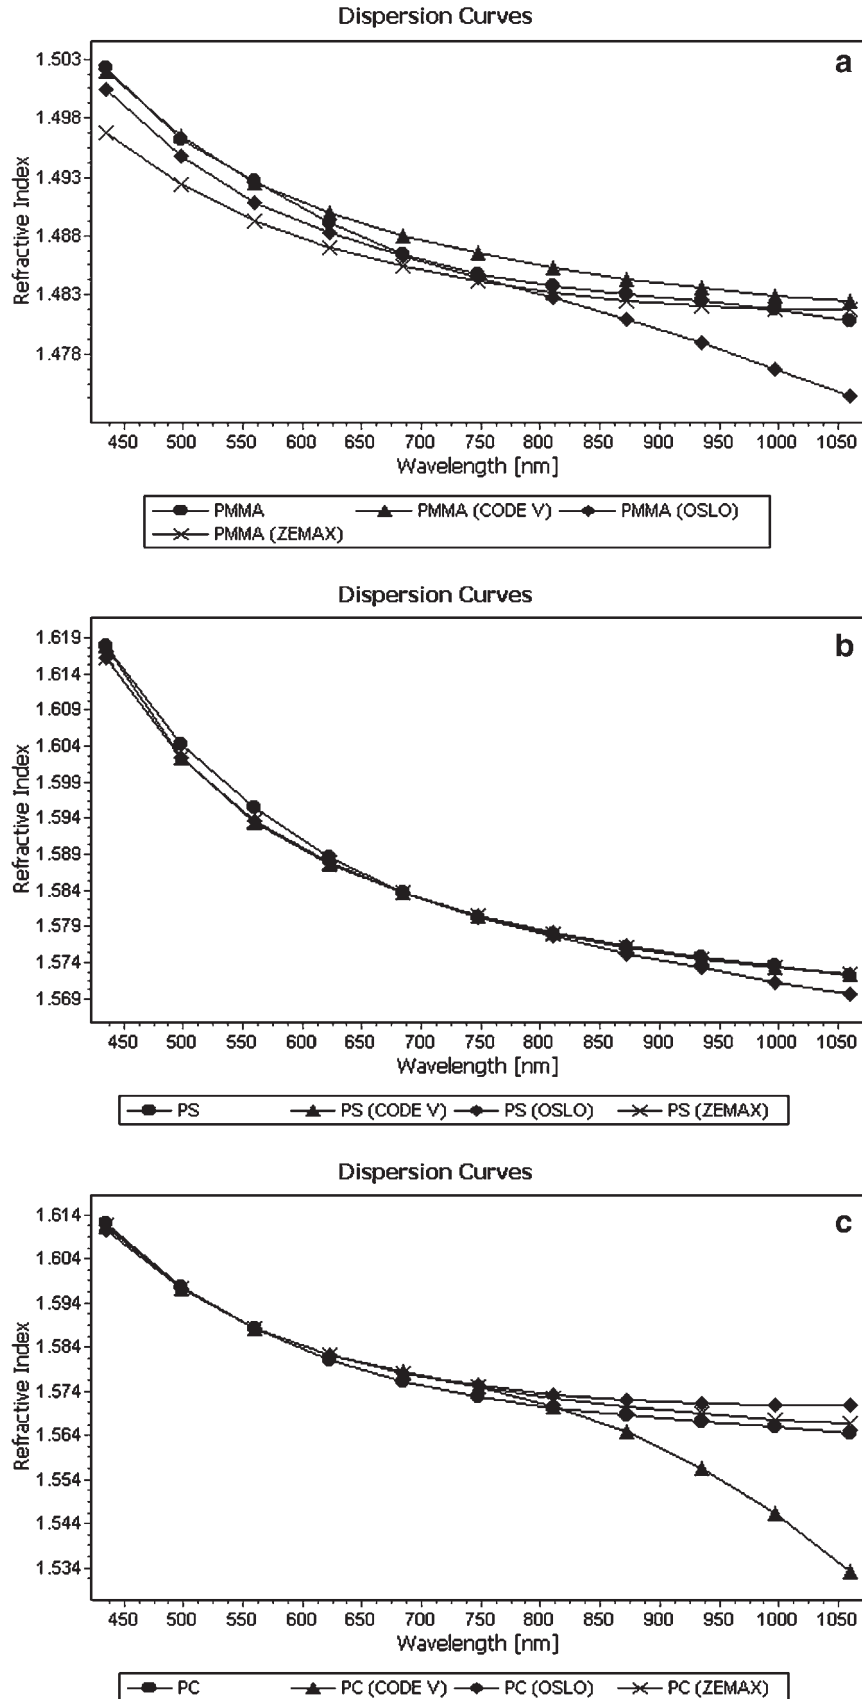 Dispersion Curves
a
1.503
1.498
1.493
1.488
1.483
1.478
Refractive Index
450 500 550 600 650 700 750 800 850 900 950 1000 1050
Wavelength [nm]
PMMA PMMA (CODE V) PMMA (OSLO)
PMMA (ZEMAX)
Dispersion Curves
b
1.619
1.614
1.609
1.604
1.599
1.594
1.589
1.584
1.579
1.574
1.569
Refractive Index
450 500 550 600 650 700 750 800 850 900 950 1000 1050
Wavelength [nm]
PS PS (CODE V) PS (OSLO) PS (ZEMAX)
Dispersion Curves
c
1.614
1.604
1.594
1.584
1.574
1.564
1.554
1.544
1.534
Refractive Index
450 500 550 600 650 700 750 800 850 900 950 1000 1050
Wavelength [nm]
PC PC (CODE V) PC (OSLO) PC (ZEMAX)